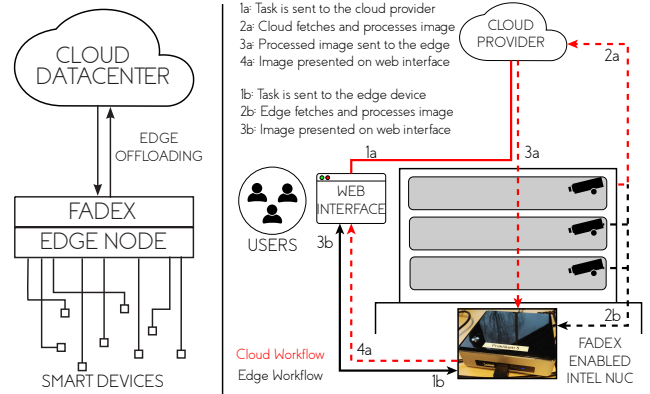 CLOUD
DATACENTER
EDGE
OFFLOADING
FADEX
EDGE NODE
SMART DEVICES
1a: Task is sent to the cloud provider
2a: Cloud fetches and processes image
3a: Processed image sent to the edge
4a: Image presented on web interface
1b: Task is sent to the edge device
2b: Edge fetches and processes image
3b: Image presented on web interface
CLOUD
PROVIDER
2a
1a
3a
WEB
INTERFACE
USERS
3b
2b
4a
1b
Cloud Workflow
Edge Workflow
FADEX
ENABLED
INTEL NUC